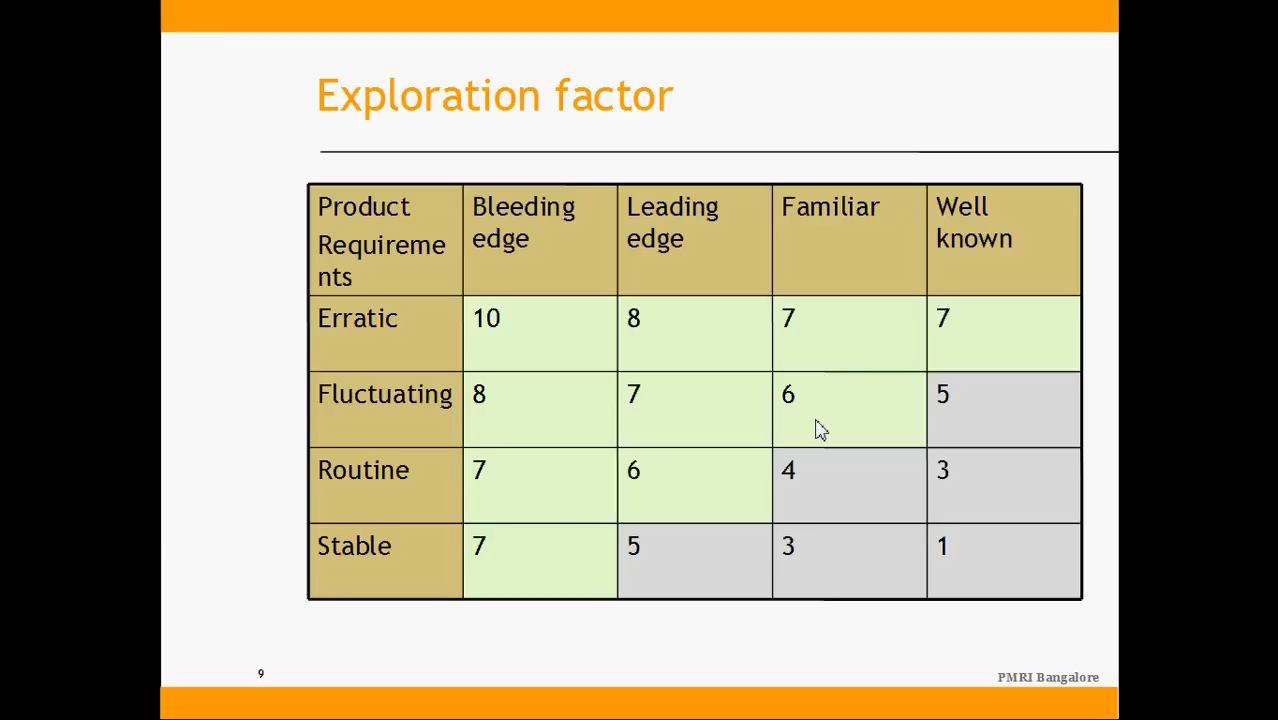 Exploration factor
Product
Requireme
nts
Bleeding
edge
Leading
edge
Familiar
Well
known
Erratic
10
8
7
7
Fluctuating
8
7
6
5
Routine
7
6
4
3
Stable
7
5
3
1
9
PMRI Bangalore